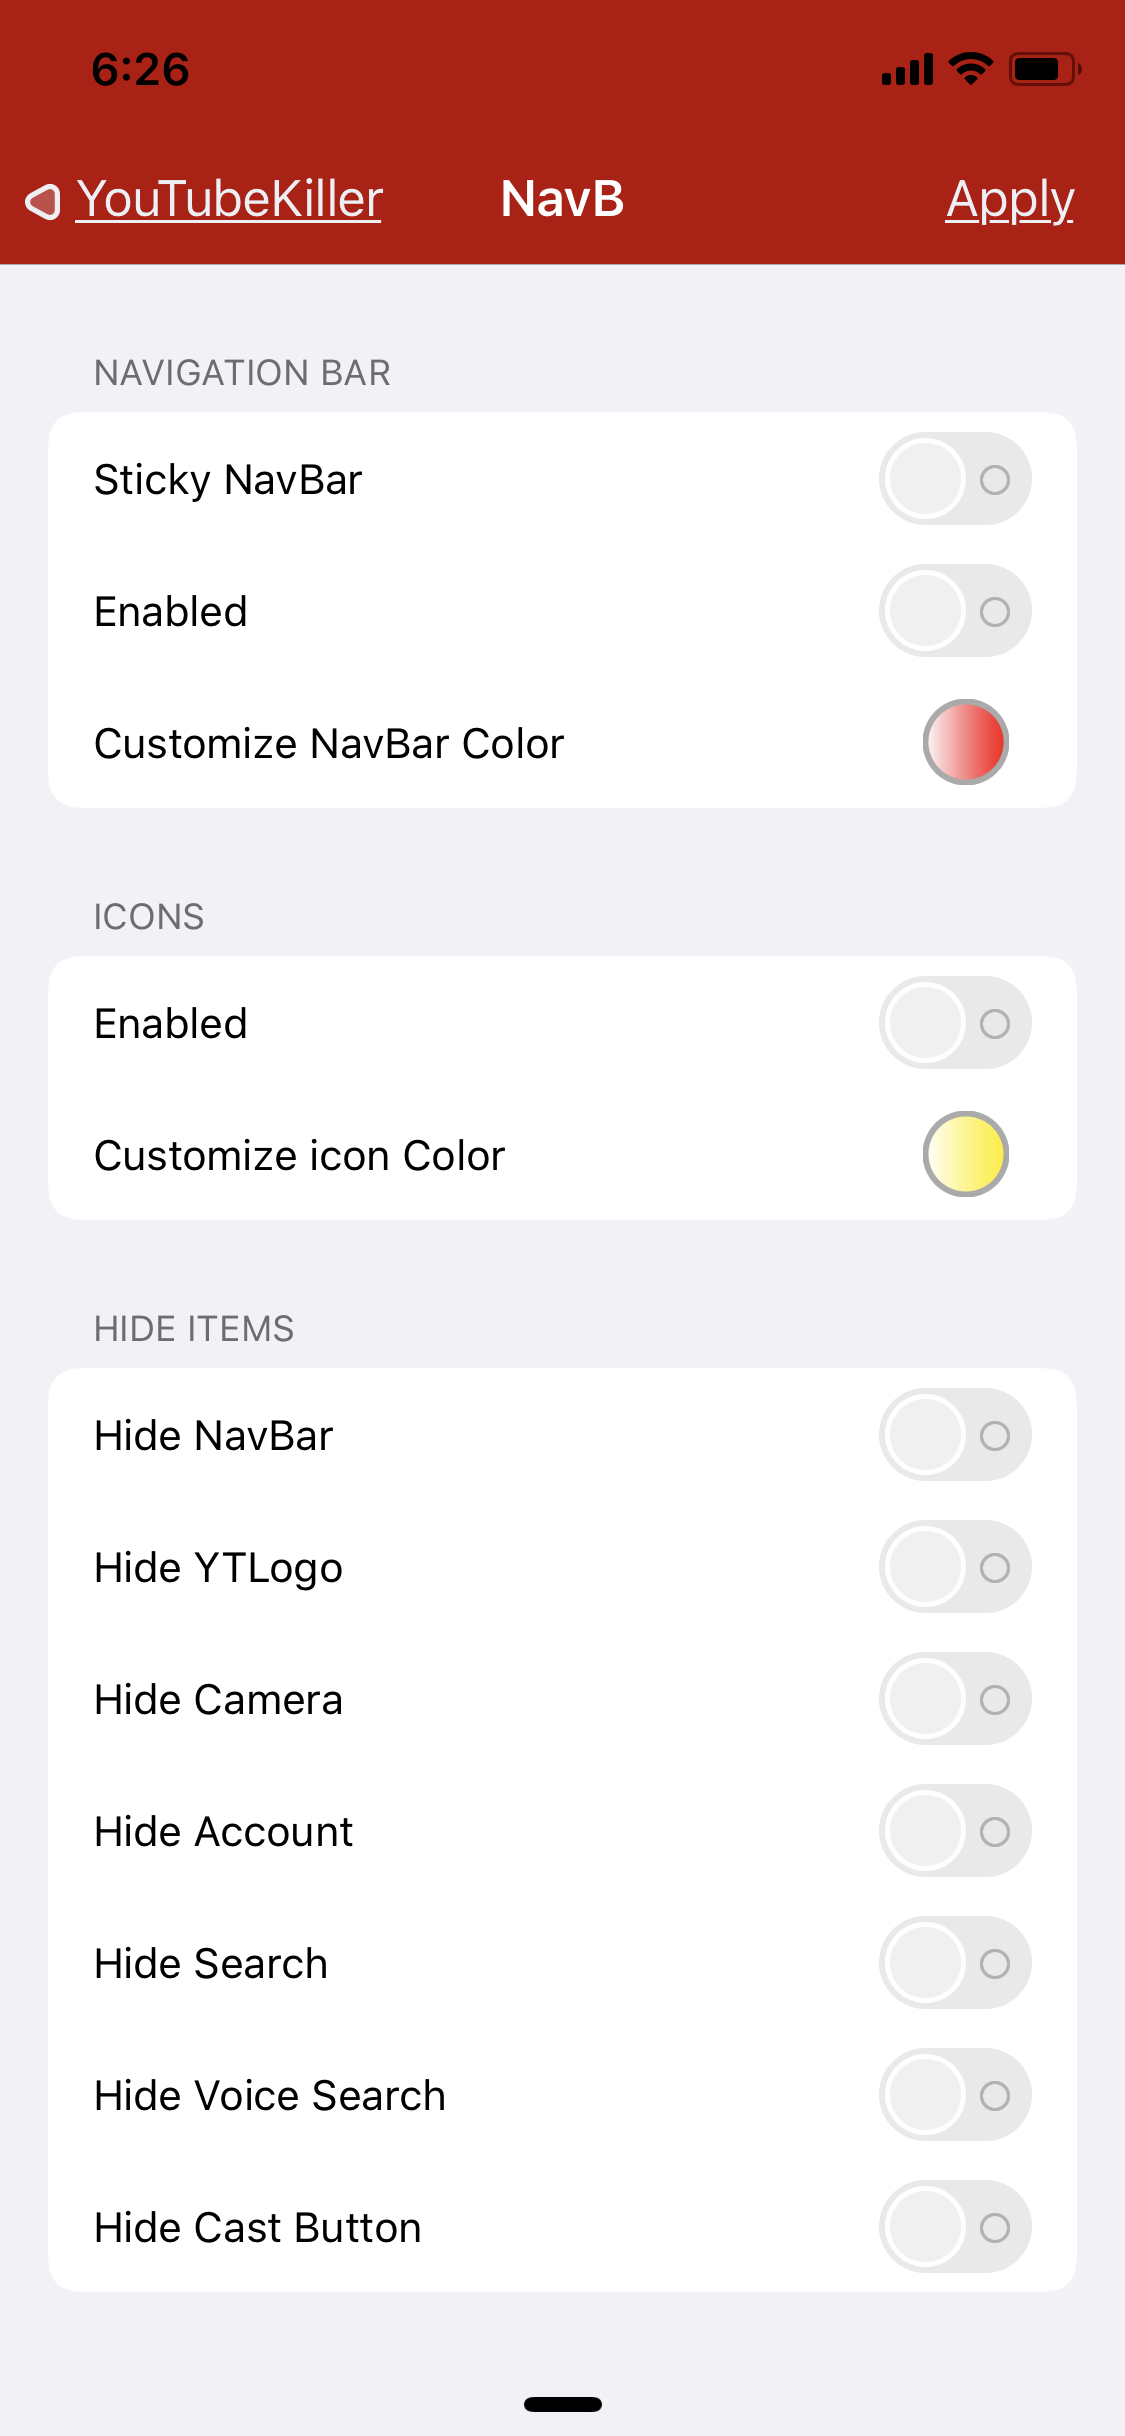 6:26
YouTubeKiller NavB Apply
NAVIGATION BAR
Sticky NavBar
Enabled
Customize NavBar Color
ICONS
Enabled
Customize icon Color
HIDE ITEMS
Hide NavBar
Hide YTLogo
Hide Camera
Hide Account
Hide Search
Hide Voice Search
Hide Cast Button